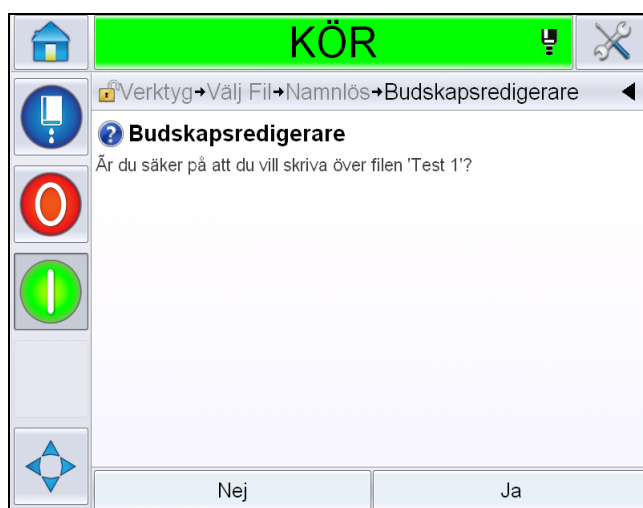 KÖR
Verktyg→Välj Fil→Namnlös→Budskapsredigerare
Budskapsredigerare
Ãr du säker på att du vill skriva över filen 'Test 1'?
Nej
Ja